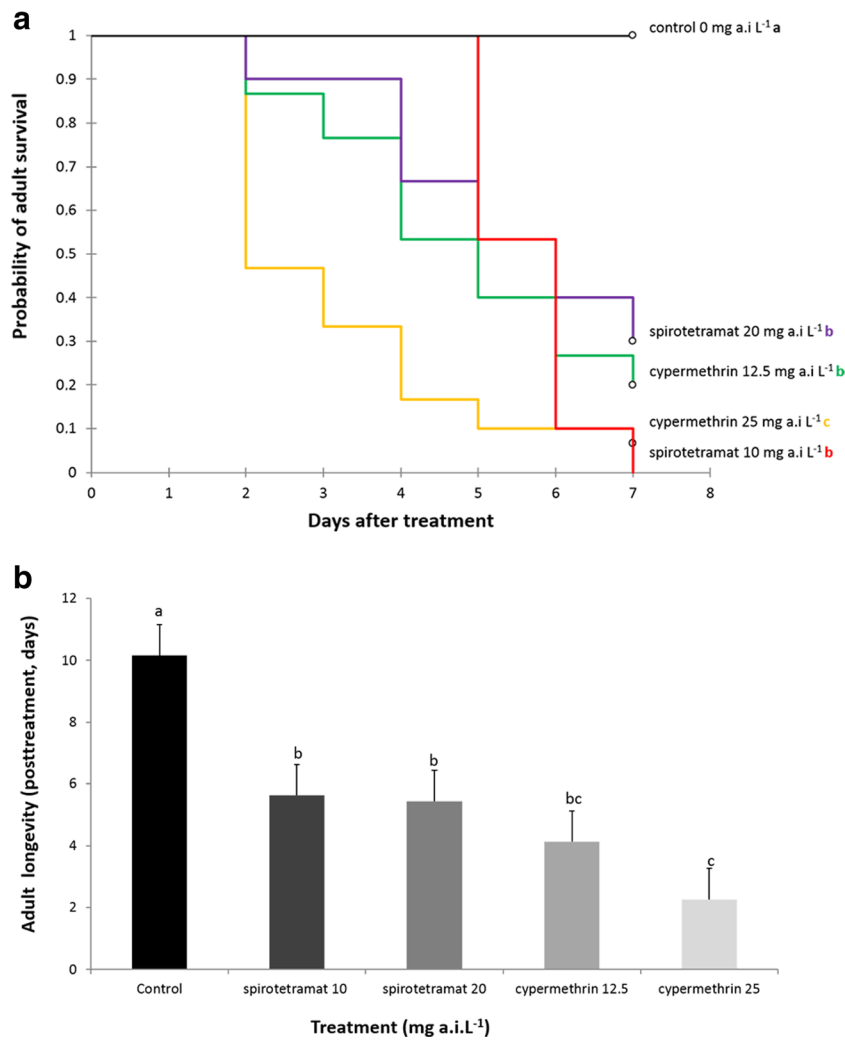 a
control 0 mg a.i L⁻¹ a
1
0.9
0.8
0.7
0.6
0.5
0.4
0.3
0.2
0.1
0
Probability of adult survival
spirotetramat 20 mg a.i L⁻¹ b
cypermethrin 12.5 mg a.i L⁻¹ b
cypermethrin 25 mg a.i L⁻¹ c
spirotetramat 10 mg a.i L⁻¹ b
0 1 2 3 4 5 6 7 8
Days after treatment
b
12
10
8
6
4
2
0
Adult longevity (posttreatment, days)
a
b
b
bc
c
Control spirotetramat 10 spirotetramat 20 cypermethrin 12.5 cypermethrin 25
Treatment (mg a.i.L⁻¹)